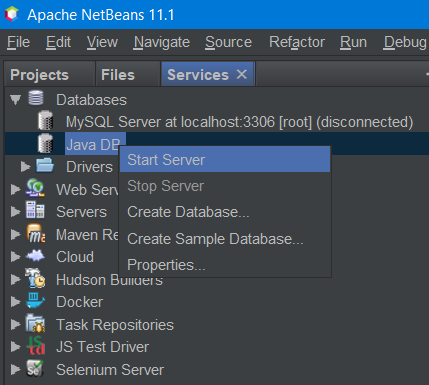 Apache NetBeans 11.1
File Edit View Navigate Source Refactor Run Debug
Projects Files Services
Databases
MySQL Server at localhost:3306 [root] (disconnected)
Java DB
Start Server
Drivers
Stop Server
Web Serv
Servers
Create Database...
Maven Re
Create Sample Database...
Cloud
Properties...
Hudson Builders
Docker
Task Repositories
JS Test Driver
Selenium Server